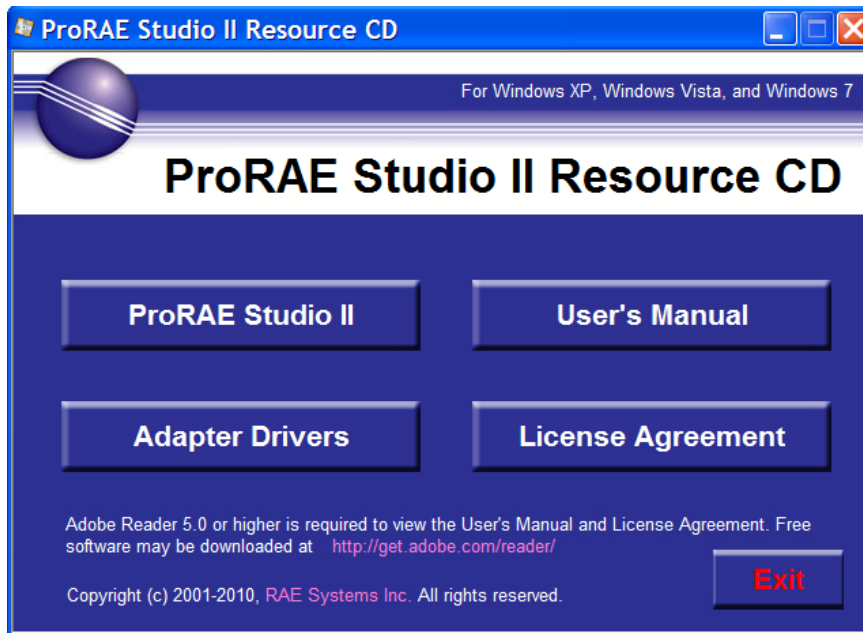 ProRAE Studio II Resource CD
For Windows XP, Windows Vista, and Windows 7
ProRAE Studio II Resource CD
ProRAE Studio II
User's Manual
Adapter Drivers
License Agreement
Adobe Reader 5.0 or higher is required to view the User's Manual and License Agreement. Free
software may be downloaded at http://get.adobe.com/reader/
Exit
Copyright (c) 2001-2010, RAE Systems Inc. All rights reserved.